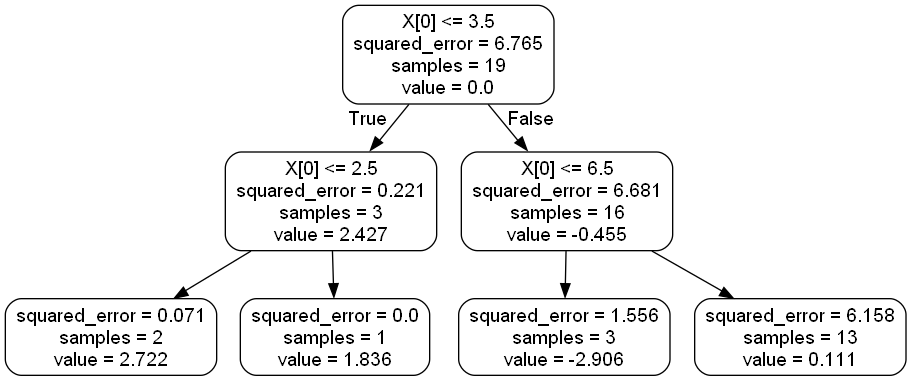 X[0] <= 3.5
squared_error = 6.765
samples = 19
value = 0.0
True
False
X[0] <= 2.5
squared_error = 0.221
samples = 3
value = 2.427
X[0] <= 6.5
squared_error = 6.681
samples = 16
value = -0.455
squared_error = 0.071
samples = 2
value = 2.722
squared_error = 0.0
samples = 1
value = 1.836
squared_error = 1.556
samples = 3
value = -2.906
squared_error = 6.158
samples = 13
value = 0.111